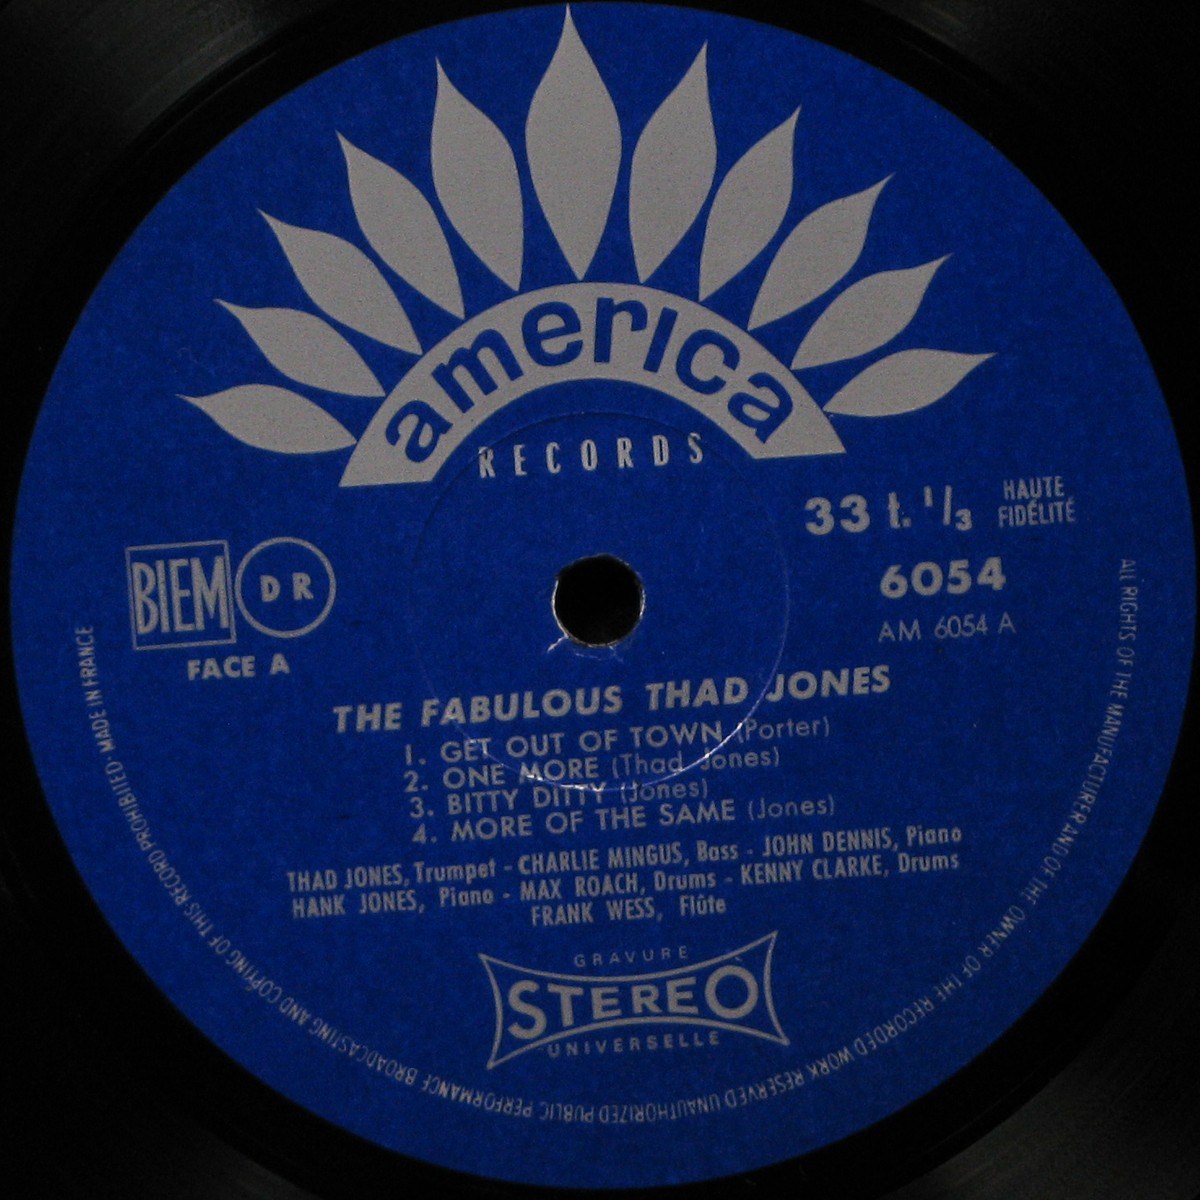 america
RECORDS
33 t. 1/3
HAUTE
FIDÉLITÉ
BIEM
DR
FACE A
6054
AM 6054 A
THE FABULOUS THAD JONES
1. GET OUT OF TOWN (Porter)
2. ONE MORE (Thad Jones)
3. BITTY DITTY (Jones)
4. MORE OF THE SAME (Jones)
THAD JONES, Trumpet - CHARLIE MINGUS, Bass - JOHN DENNIS, Piano
HANK JONES, Piano - MAX ROACH, Drums - KENNY CLARKE, Drums
FRANK WESS, Flûte
GRAVURE
STEREO
UNIVERSELLE
ALL RIGHTS OF THE MANUFACTURER AND OF THE OWNER OF THE RECORDED WORK RESERVED UNAUTHORIZED PUBLIC PERFORMANCE BROADCASTING AND COPYING OF THIS RECORD PROHIBITED - MADE IN FRANCE